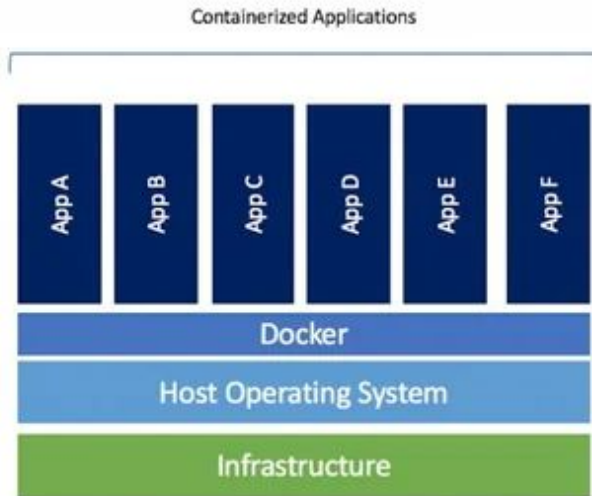 Containerized Applications
App A
App B
App C
App D
App E
App F
Docker
Host Operating System
Infrastructure